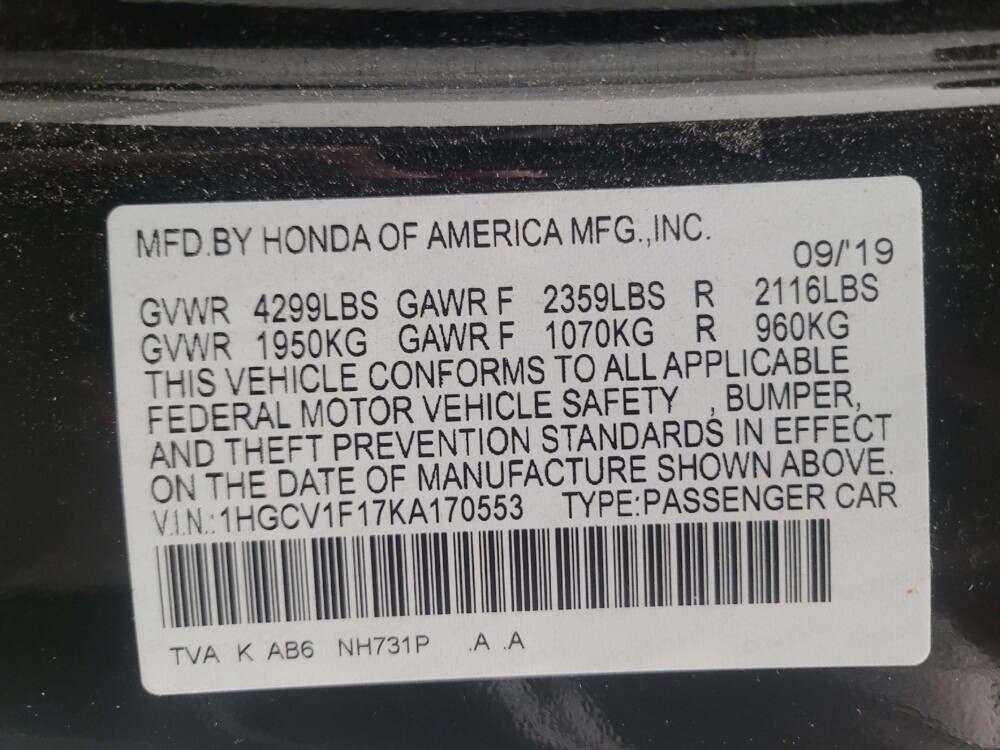 MFD.BY HONDA OF AMERICA MFG.,INC.
09/'19
GVWR 4299LBS GAWR F 2359LBS R 2116LBS
GVWR 1950KG GAWR F 1070KG R 960KG
THIS VEHICLE CONFORMS TO ALL APPLICABLE
FEDERAL MOTOR VEHICLE SAFETY , BUMPER,
AND THEFT PREVENTION STANDARDS IN EFFECT
ON THE DATE OF MANUFACTURE SHOWN ABOVE.
V.I.N.:1HGCV1F17KA170553 TYPE:PASSENGER CAR
TVA K AB6 NH731P .A .A